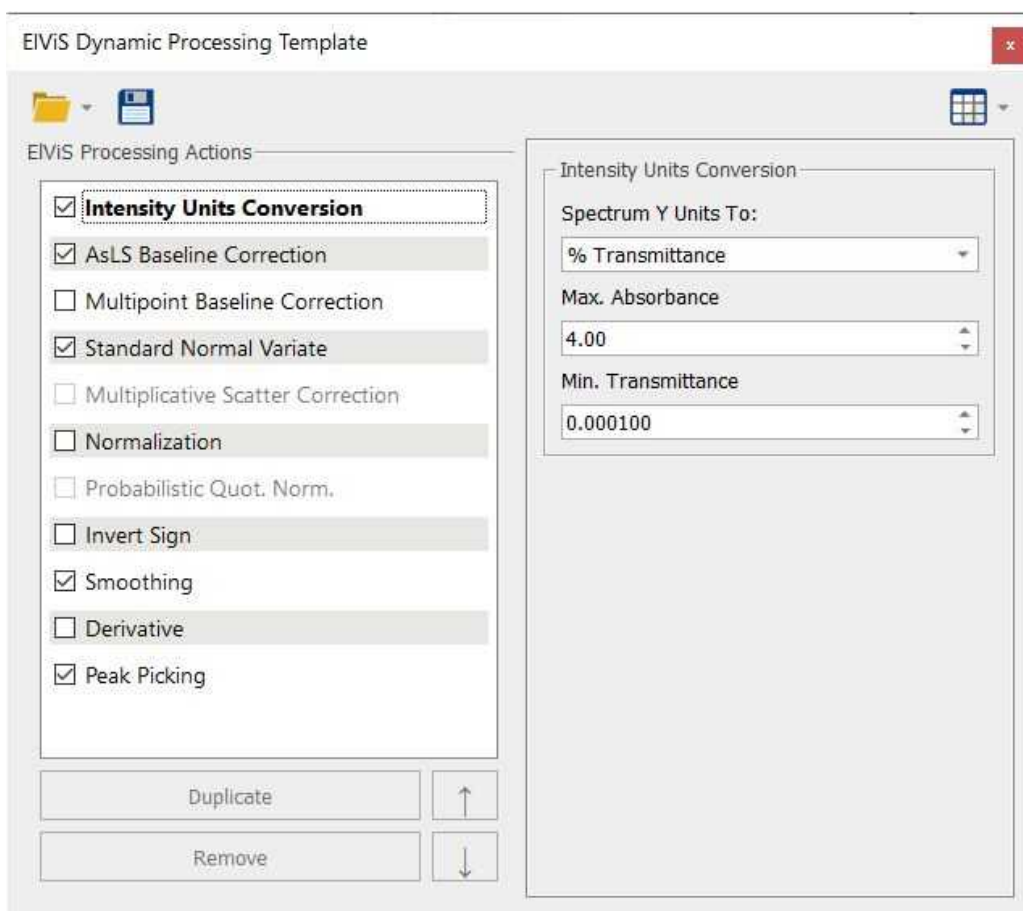 ElViS Dynamic Processing Template
x
ElViS Processing Actions
Intensity Units Conversion
AsLS Baseline Correction
Multipoint Baseline Correction
Standard Normal Variate
Multiplicative Scatter Correction
Normalization
Probabilistic Quot. Norm.
Invert Sign
Smoothing
Derivative
Peak Picking
Duplicate
Remove
Intensity Units Conversion
Spectrum Y Units To:
% Transmittance
Max. Absorbance
4.00
Min. Transmittance
0.000100